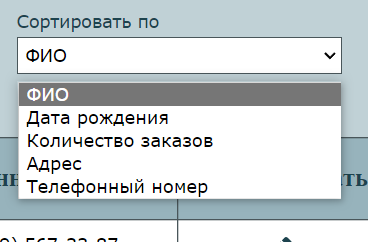 Сортировать по
ФИО
ФИО
Дата рождения
Количество заказов
Адрес
Телефонный номер